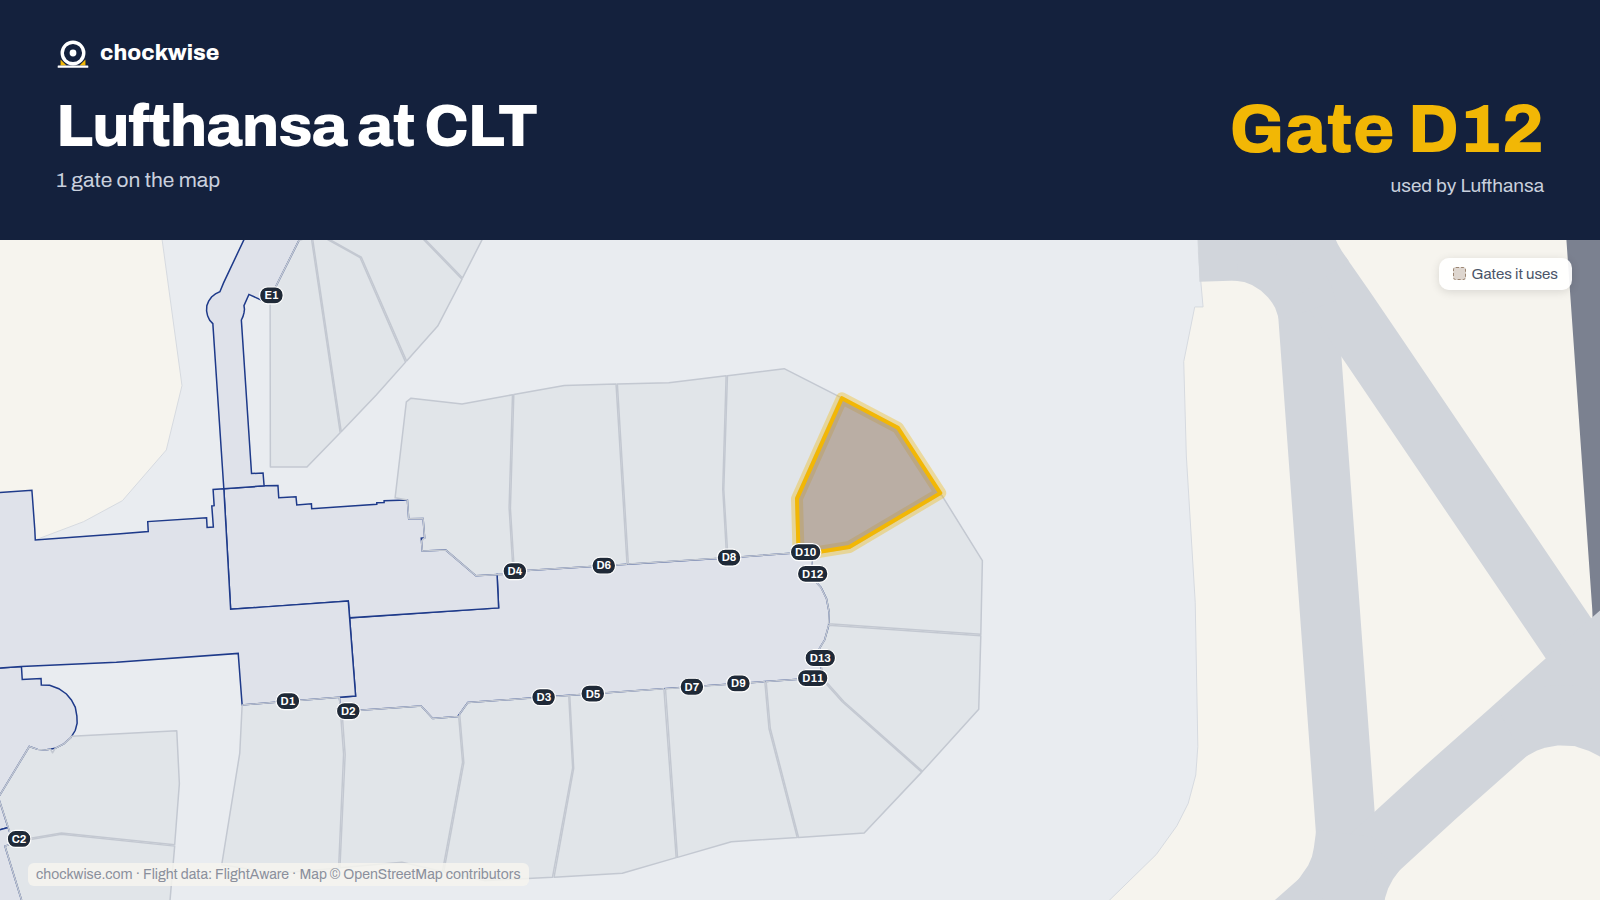 chockwise
Lufthansa at CLT
1 gate on the map
Gate D12
used by Lufthansa
Gates it uses
E1
D4
D6
D8
D10
D12
D13
D11
D9
D7
D5
D3
D2
D1
C2
chockwise.com · Flight data: FlightAware · Map © OpenStreetMap contributors